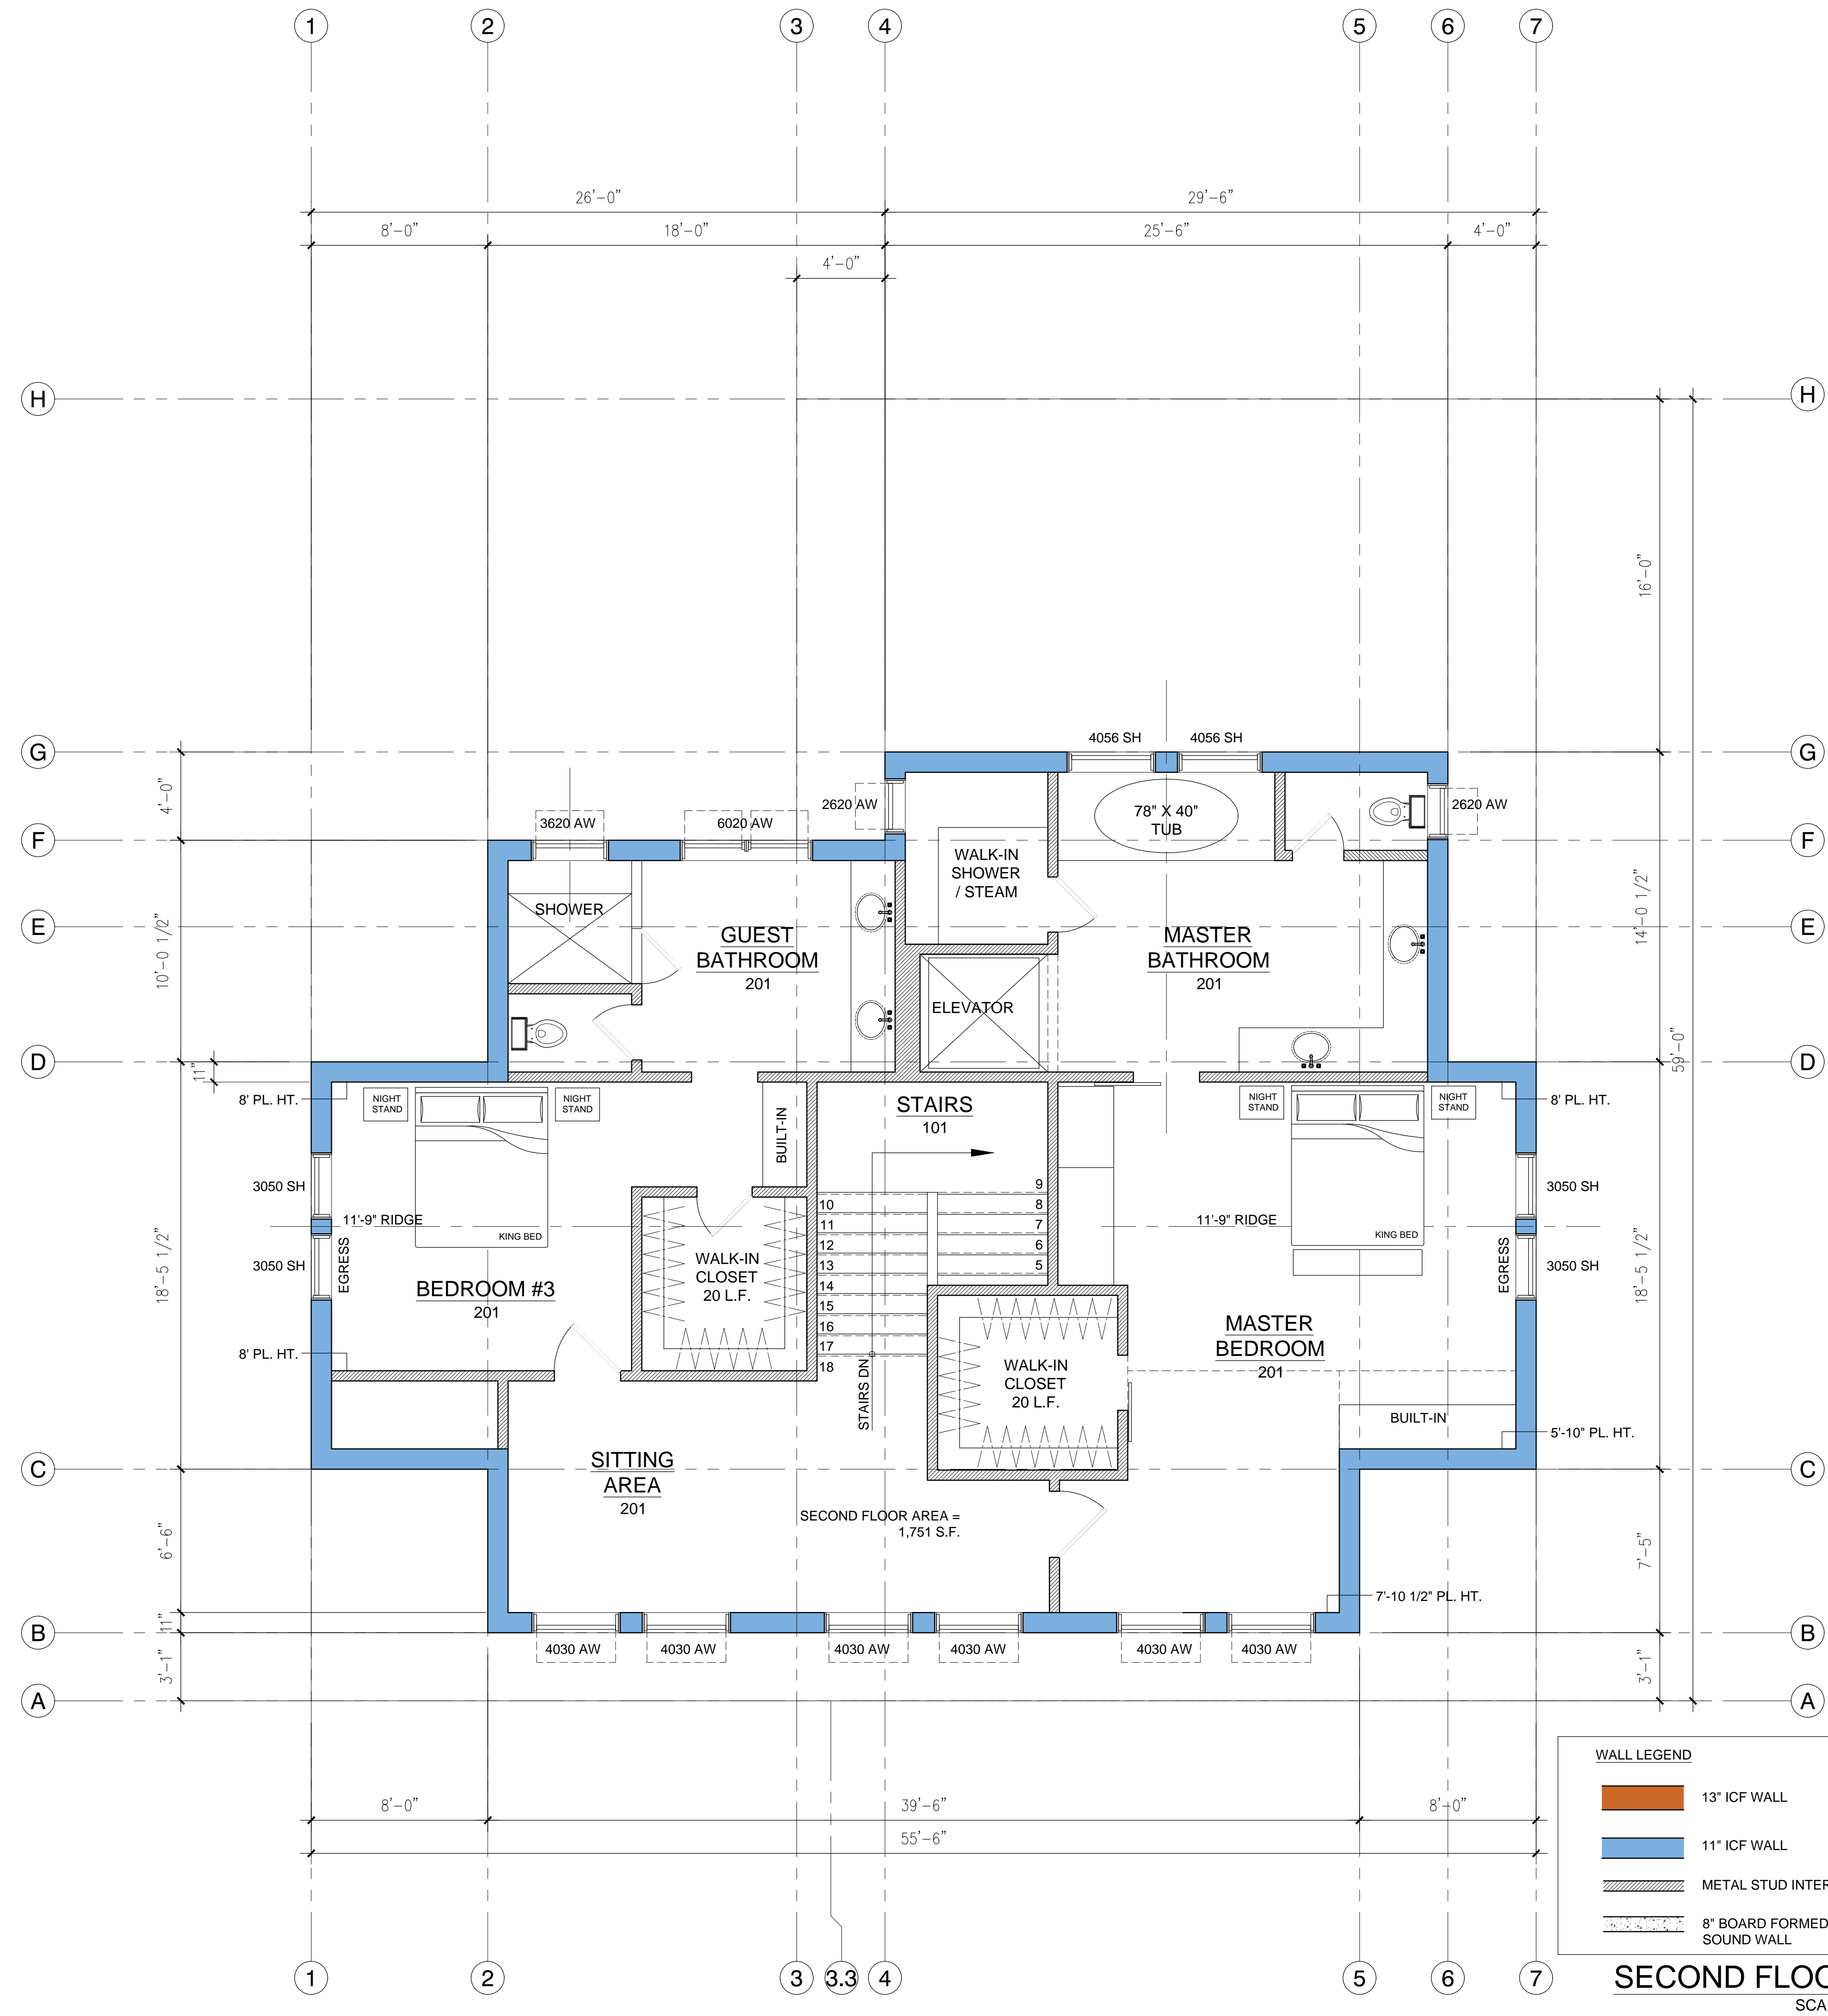 1
2
3
4
5
6
7
26'-0"
29'-6"
8'-0"
18'-0"
25'-6"
4'-0"
4'-0"
H
H
16'-0"
G
G
4056 SH
4056 SH
4'-0"
2620 AW
78" X 40"
TUB
2620 AW
3620 AW
6020 AW
F
F
WALK-IN
SHOWER
/ STEAM
14'-0 1/2"
SHOWER
E
E
10'-0 1/2"
GUEST
BATHROOM
201
MASTER
BATHROOM
201
ELEVATOR
59'-0"
D
D
11"
8' PL. HT.
NIGHT
STAND
NIGHT
STAND
BUILT-IN
STAIRS
101
NIGHT
STAND
NIGHT
STAND
8' PL. HT.
3050 SH
3050 SH
9
10
8
11
7
12
6
13
5
14
15
16
17
18
STAIRS DN
11'-9" RIDGE
11'-9" RIDGE
KING BED
KING BED
18'-5 1/2"
18'-5 1/2"
3050 SH
EGRESS
EGRESS
3050 SH
WALK-IN
CLOSET
20 L.F.
BEDROOM #3
201
MASTER
BEDROOM
201
8' PL. HT.
WALK-IN
CLOSET
20 L.F.
BUILT-IN
5'-10" PL. HT.
C
C
SITTING
AREA
201
SECOND FLOOR AREA =
1,751 S.F.
6'-6"
7'-5"
7'-10 1/2" PL. HT.
11"
B
B
4030 AW
4030 AW
4030 AW
4030 AW
4030 AW
4030 AW
3'-1"
3'-1"
A
A
WALL LEGEND
13" ICF WALL
11" ICF WALL
METAL STUD INTER
8" BOARD FORMED
SOUND WALL
8'-0"
39'-6"
8'-0"
55'-6"
1
2
3
3.3
4
5
6
7
SECOND FLOO
SCA